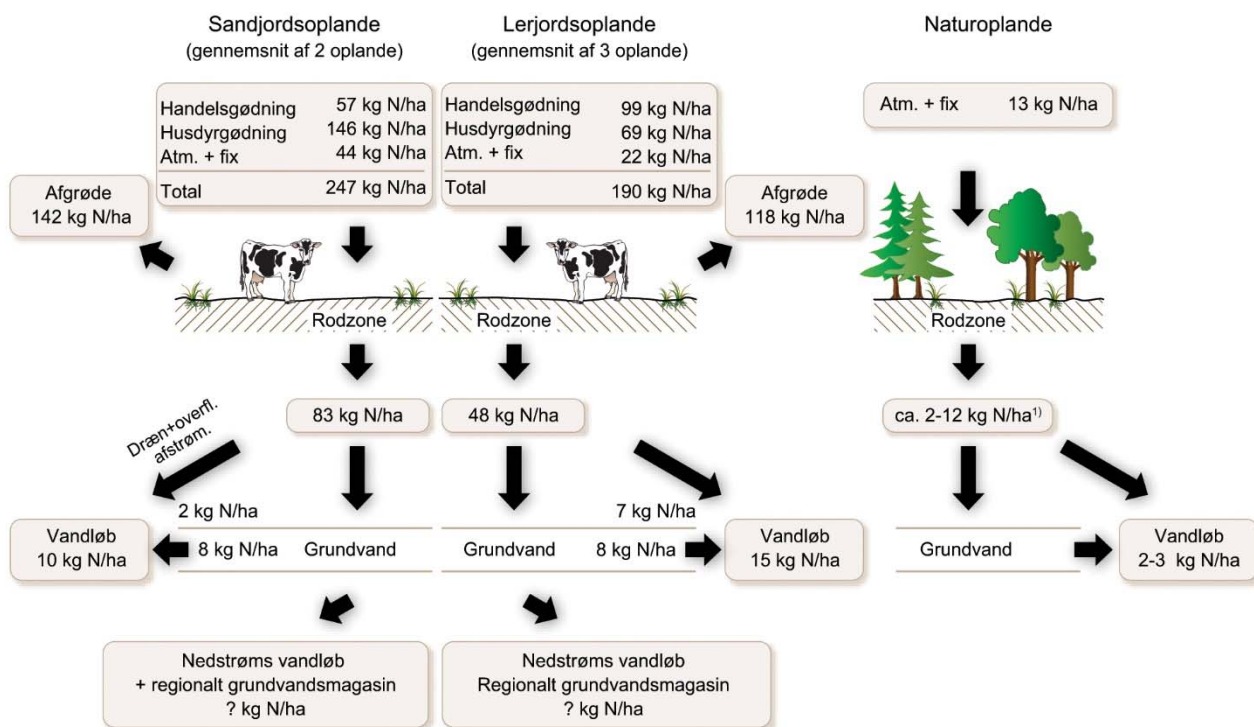 Sandjordsoplande
(gennemsnit af 2 oplande)
Handelsgødning 57 kg N/ha
Husdyrgødning 146 kg N/ha
Atm. + fix 44 kg N/ha
Total 247 kg N/ha
Afgrøde
142 kg N/ha
Rodzone
83 kg N/ha
Dræn+overfl.
afstrøm.
2 kg N/ha
Vandløb
10 kg N/ha
8 kg N/ha
Grundvand
Nedstrøms vandløb
+ regionalt grundvandsmagasin
? kg N/ha
Lerjordsoplande
(gennemsnit af 3 oplande)
Handelsgødning 99 kg N/ha
Husdyrgødning 69 kg N/ha
Atm. + fix 22 kg N/ha
Total 190 kg N/ha
Afgrøde
118 kg N/ha
Rodzone
48 kg N/ha
7 kg N/ha
Grundvand
8 kg N/ha
Vandløb
15 kg N/ha
Nedstrøms vandløb
Regionalt grundvandsmagasin
? kg N/ha
Naturoplande
Atm. + fix 13 kg N/ha
Rodzone
ca. 2-12 kg N/ha¹⁾
Grundvand
Vandløb
2-3 kg N/ha